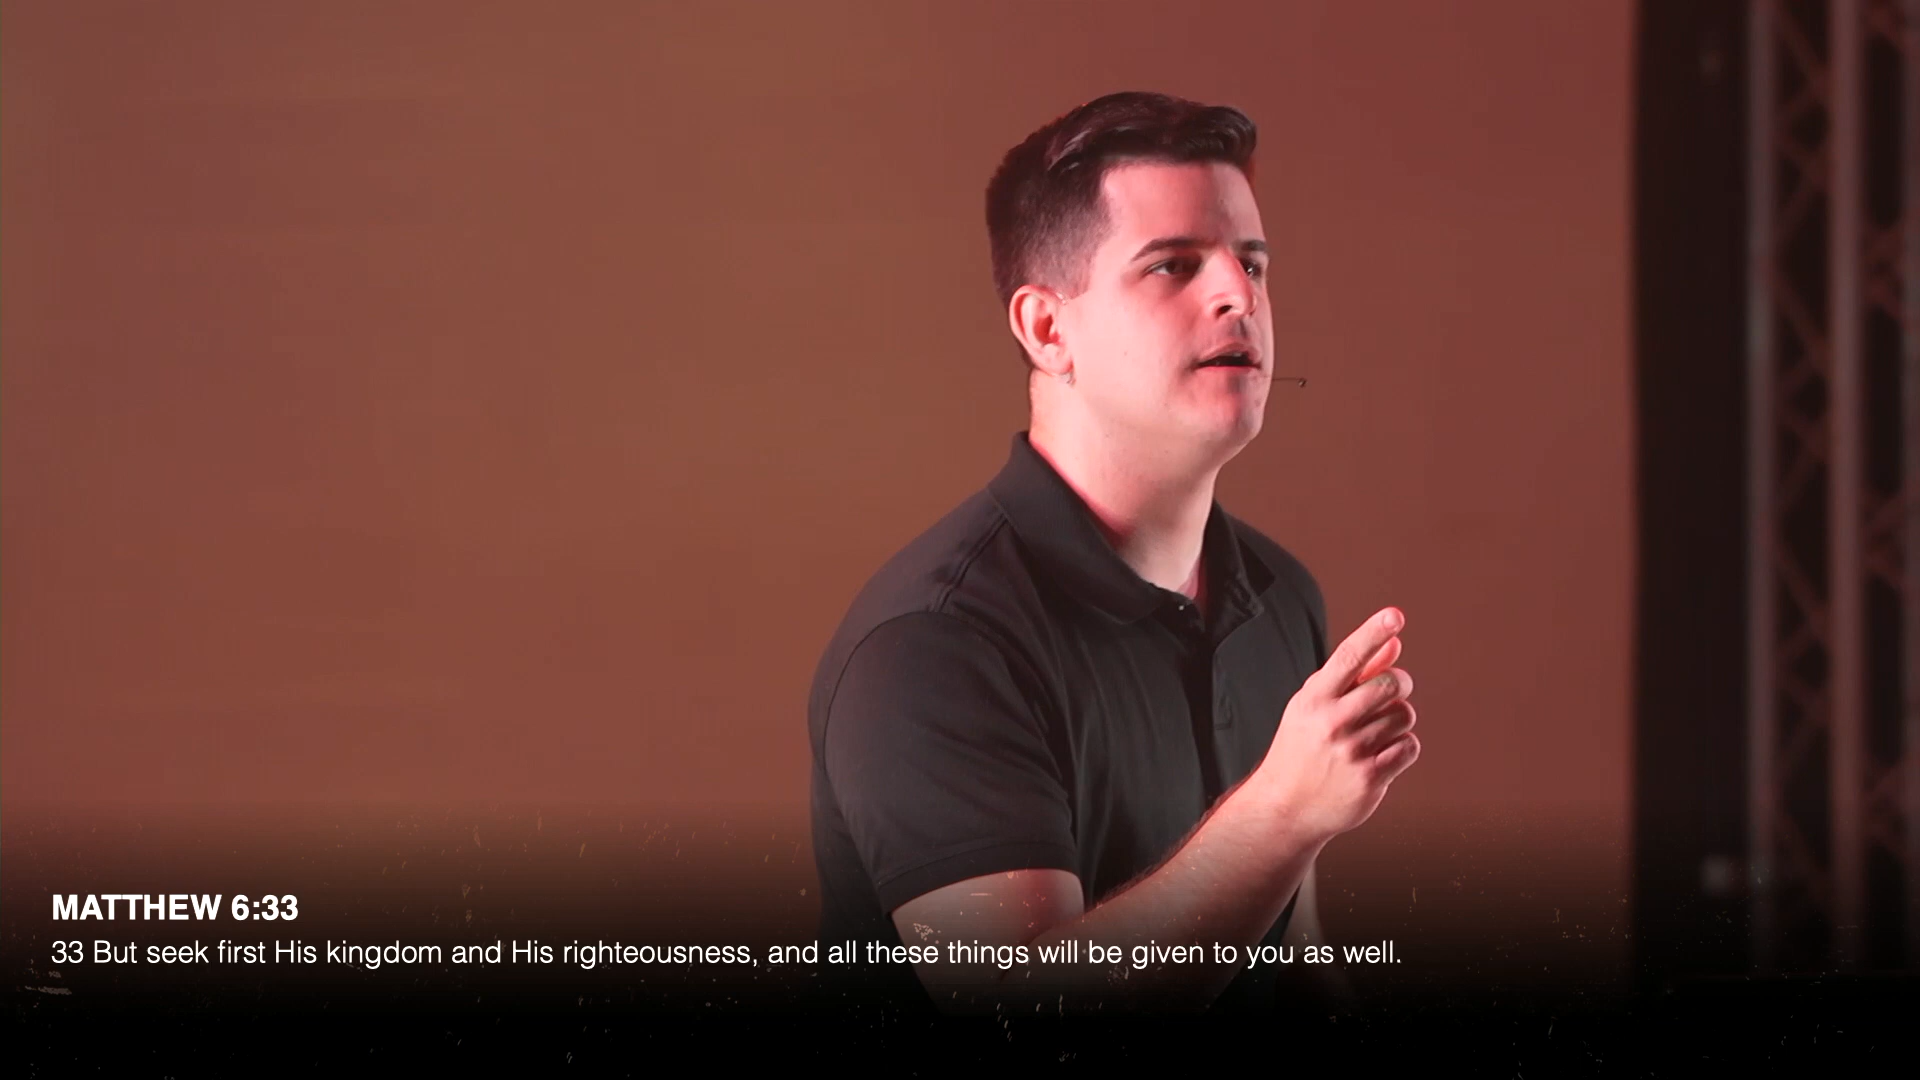 MATTHEW 6:33
33 But seek first His kingdom and His righteousness, and all these things will be given to you as well.